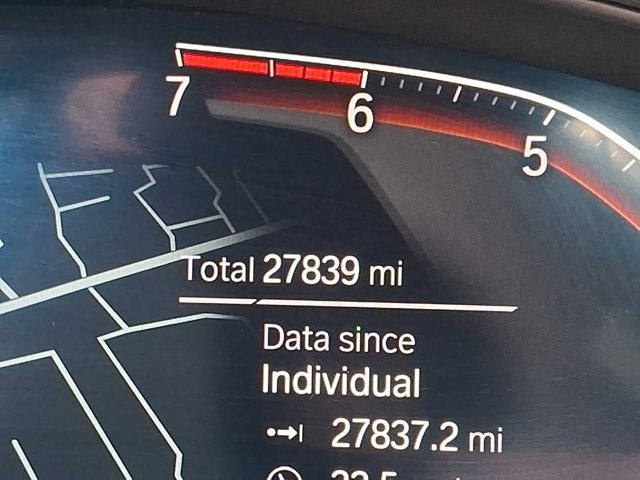 7
6
5
Total 27839 mi
Data since
Individual
27837.2 mi